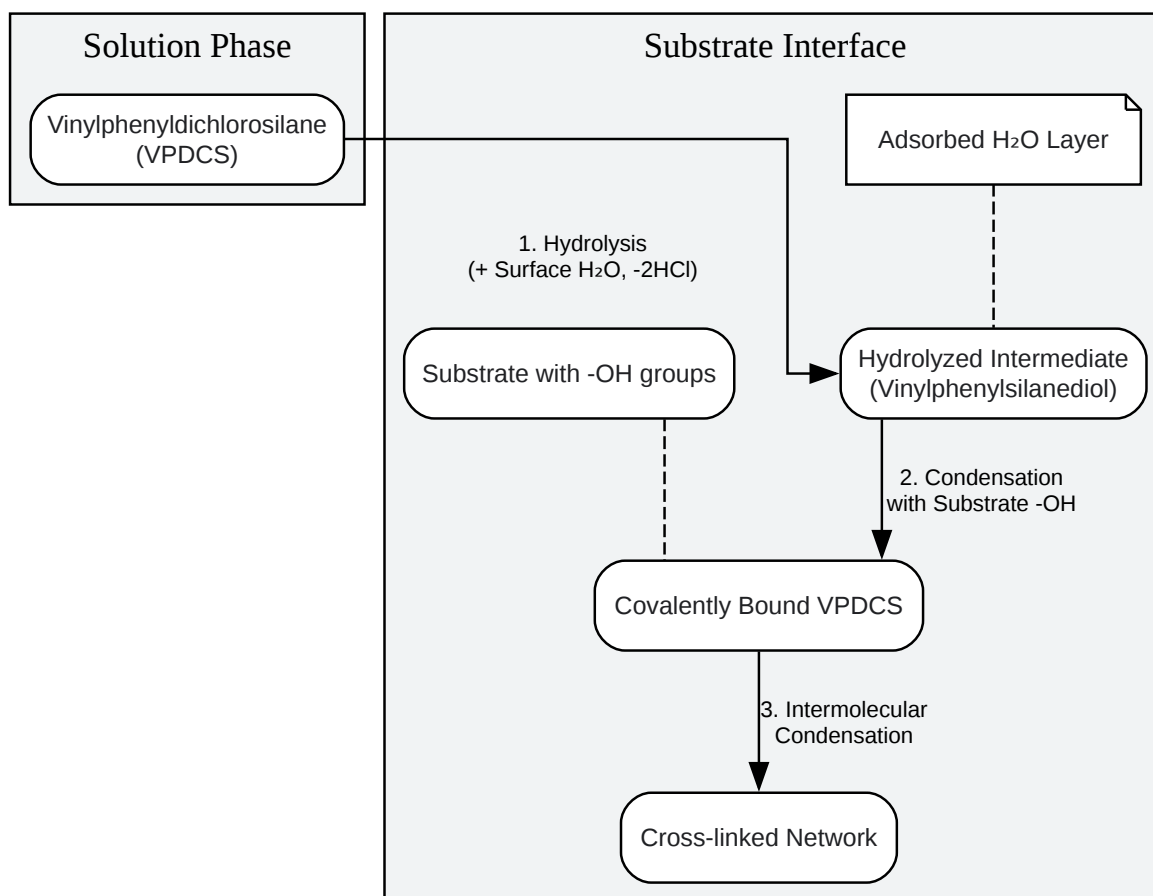 Solution Phase
Vinylphenyldichlorosilane
(VPDCS)
Substrate Interface
Adsorbed H₂O Layer
1. Hydrolysis
(+ Surface H₂O, -2HCl)
Substrate with -OH groups
Hydrolyzed Intermediate
(Vinylphenylsilanediol)
2. Condensation
with Substrate -OH
Covalently Bound VPDCS
3. Intermolecular
Condensation
Cross-linked Network